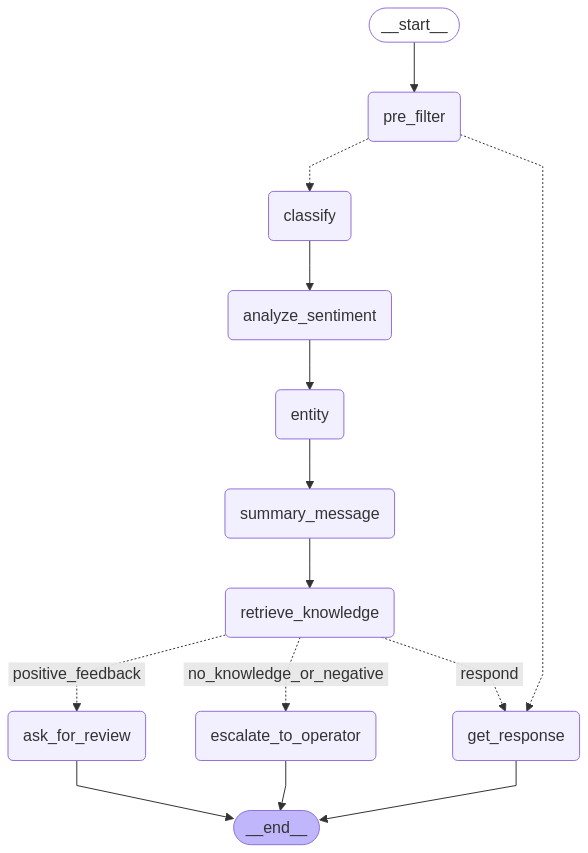 __start__
pre_filter
classify
analyze_sentiment
entity
summary_message
retrieve_knowledge
positive_feedback
no_knowledge_or_negative
respond
ask_for_review
escalate_to_operator
get_response
__end__